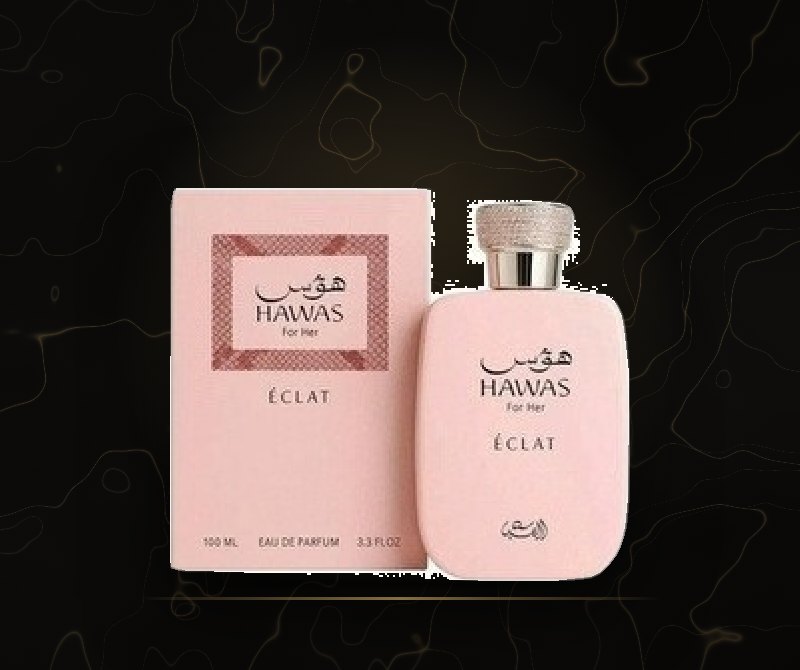 هوس
HAWAS
For Her
ÉCLAT
100 ML EAU DE PARFUM 3.3 FL.OZ
هوس
HAWAS
For Her
ÉCLAT